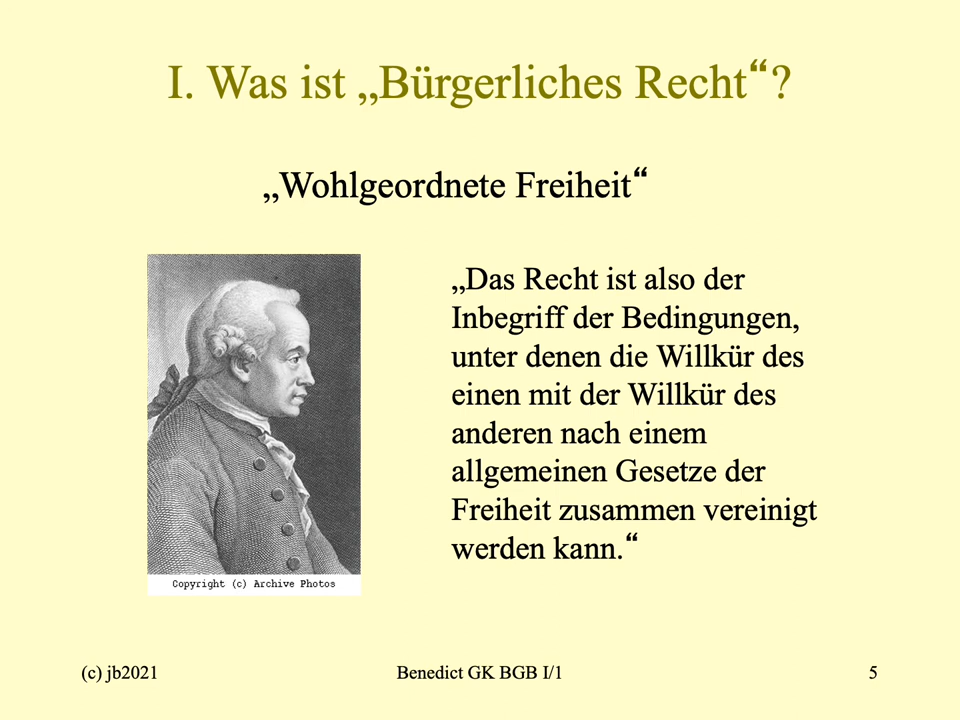 I. Was ist „Bürgerliches Recht“?
„Wohlgeordnete Freiheit“
„Das Recht ist also der
Inbegriff der Bedingungen,
unter denen die Willkür des
einen mit der Willkür des
anderen nach einem
allgemeinen Gesetze der
Freiheit zusammen vereinigt
werden kann.“
Copyright (c) Archive Photos
(c) jb2021
Benedict GK BGB I/1
5